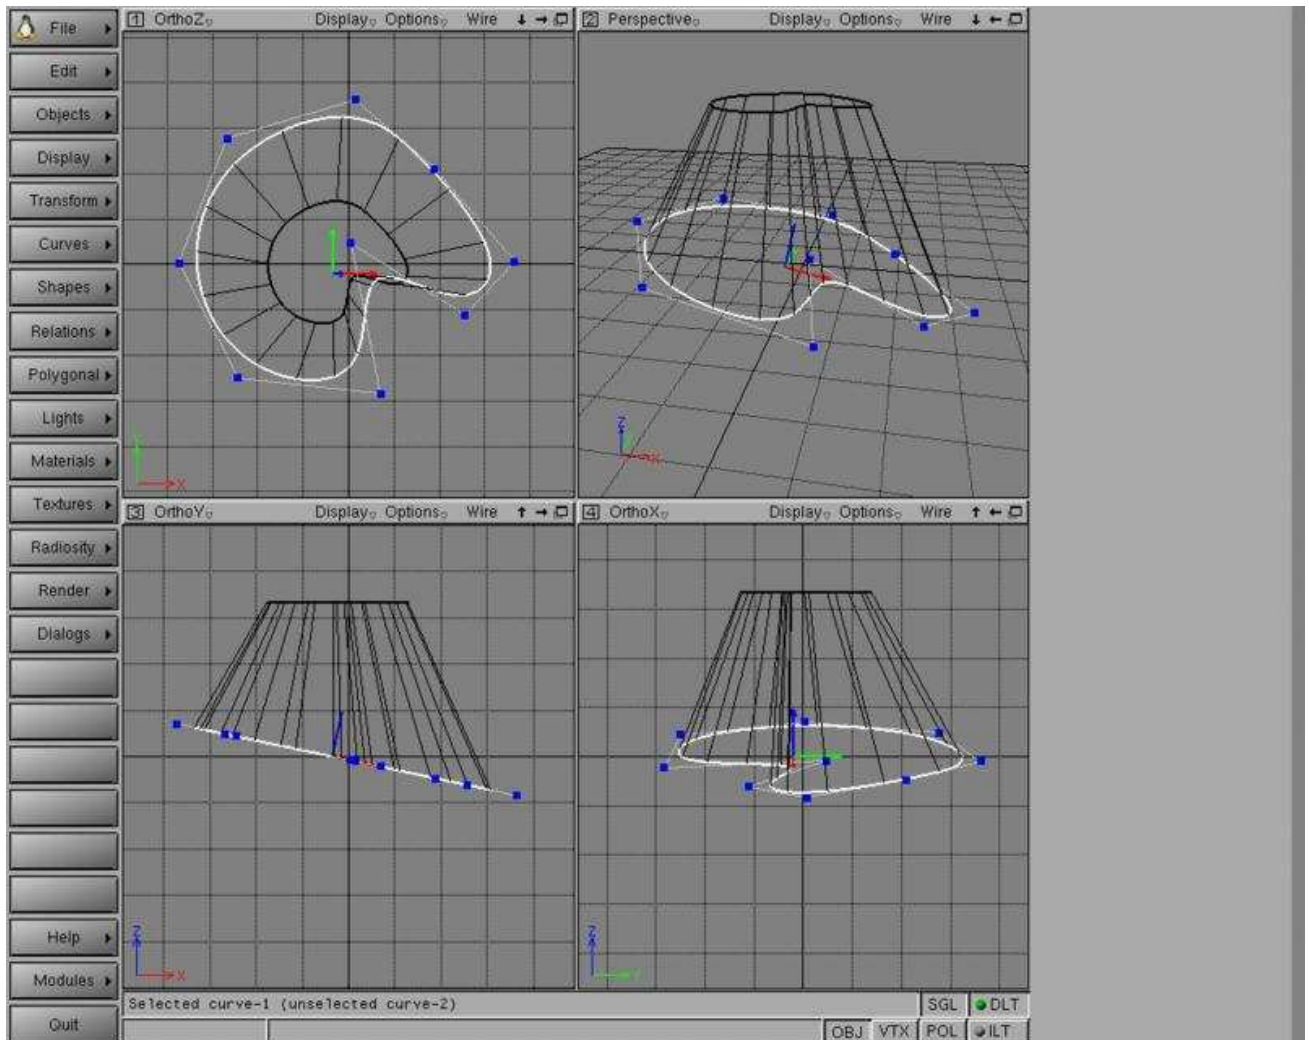 File
Edit
Objects
Display
Transform
Curves
Shapes
Relations
Polygonal
Lights
Materials
Textures
Radiosity
Render
Dialogs
Help
Modules
Quit
1 OrthoZ Display Options Wire
Y
X
2 Perspective Display Options Wire
Z
X
3 OrthoY Display Options Wire
Z
X
4 OrthoX Display Options Wire
Z
Y
Selected curve-1 (unselected curve-2) SGL DLT
OBJ VTX POL ILT